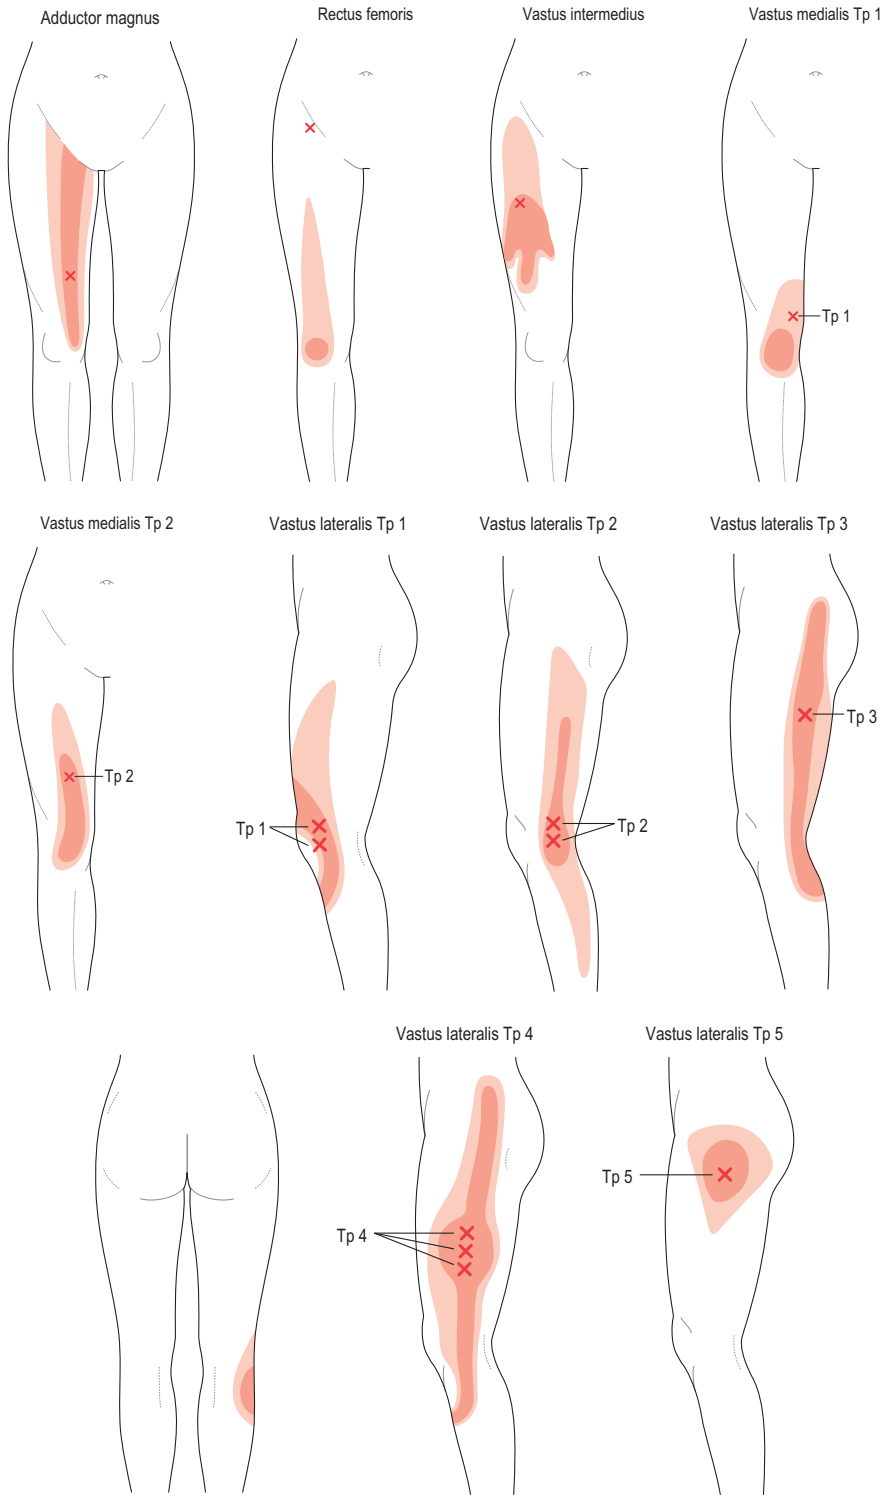 Adductor magnus
Rectus femoris
Vastus intermedius
Vastus medialis Tp 1
Tp 1
Vastus medialis Tp 2
Vastus lateralis Tp 1
Vastus lateralis Tp 2
Vastus lateralis Tp 3
Tp 2
Tp 1
Tp 2
Tp 3
Vastus lateralis Tp 4
Vastus lateralis Tp 5
Tp 4
Tp 5